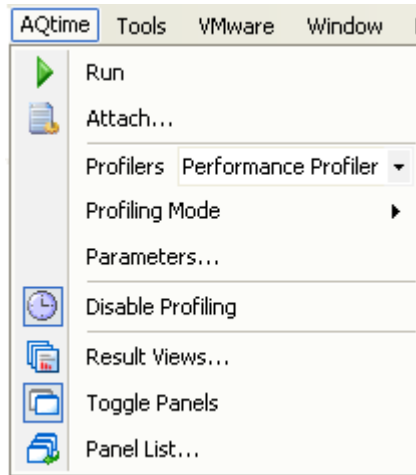 AQtime Tools VMware Window
Run
Attach...
Profilers Performance Profiler
Profiling Mode
Parameters...
Disable Profiling
Result Views...
Toggle Panels
Panel List...